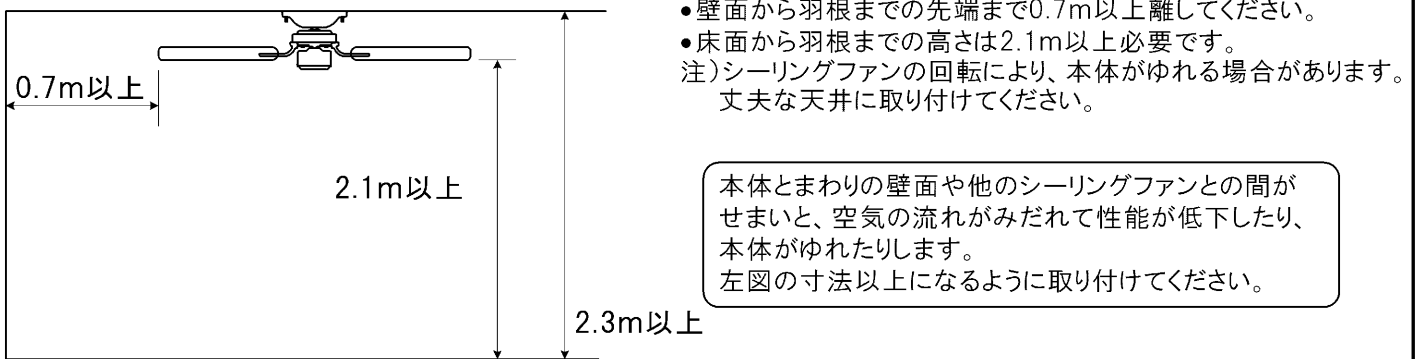 ●壁面から羽根までの先端まで0.7m以上離してください。
●床面から羽根までの高さは2.1m以上必要です。
注)シーリングファンの回転により、本体がゆれる場合があります。
丈夫な天井に取り付けてください。
0.7m以上
2.1m以上
2.3m以上
本体とまわりの壁面や他のシーリングファンとの間が
せまいと、空気の流れがみだれて性能が低下したり、
本体がゆれたりします。
左図の寸法以上になるように取り付けてください。